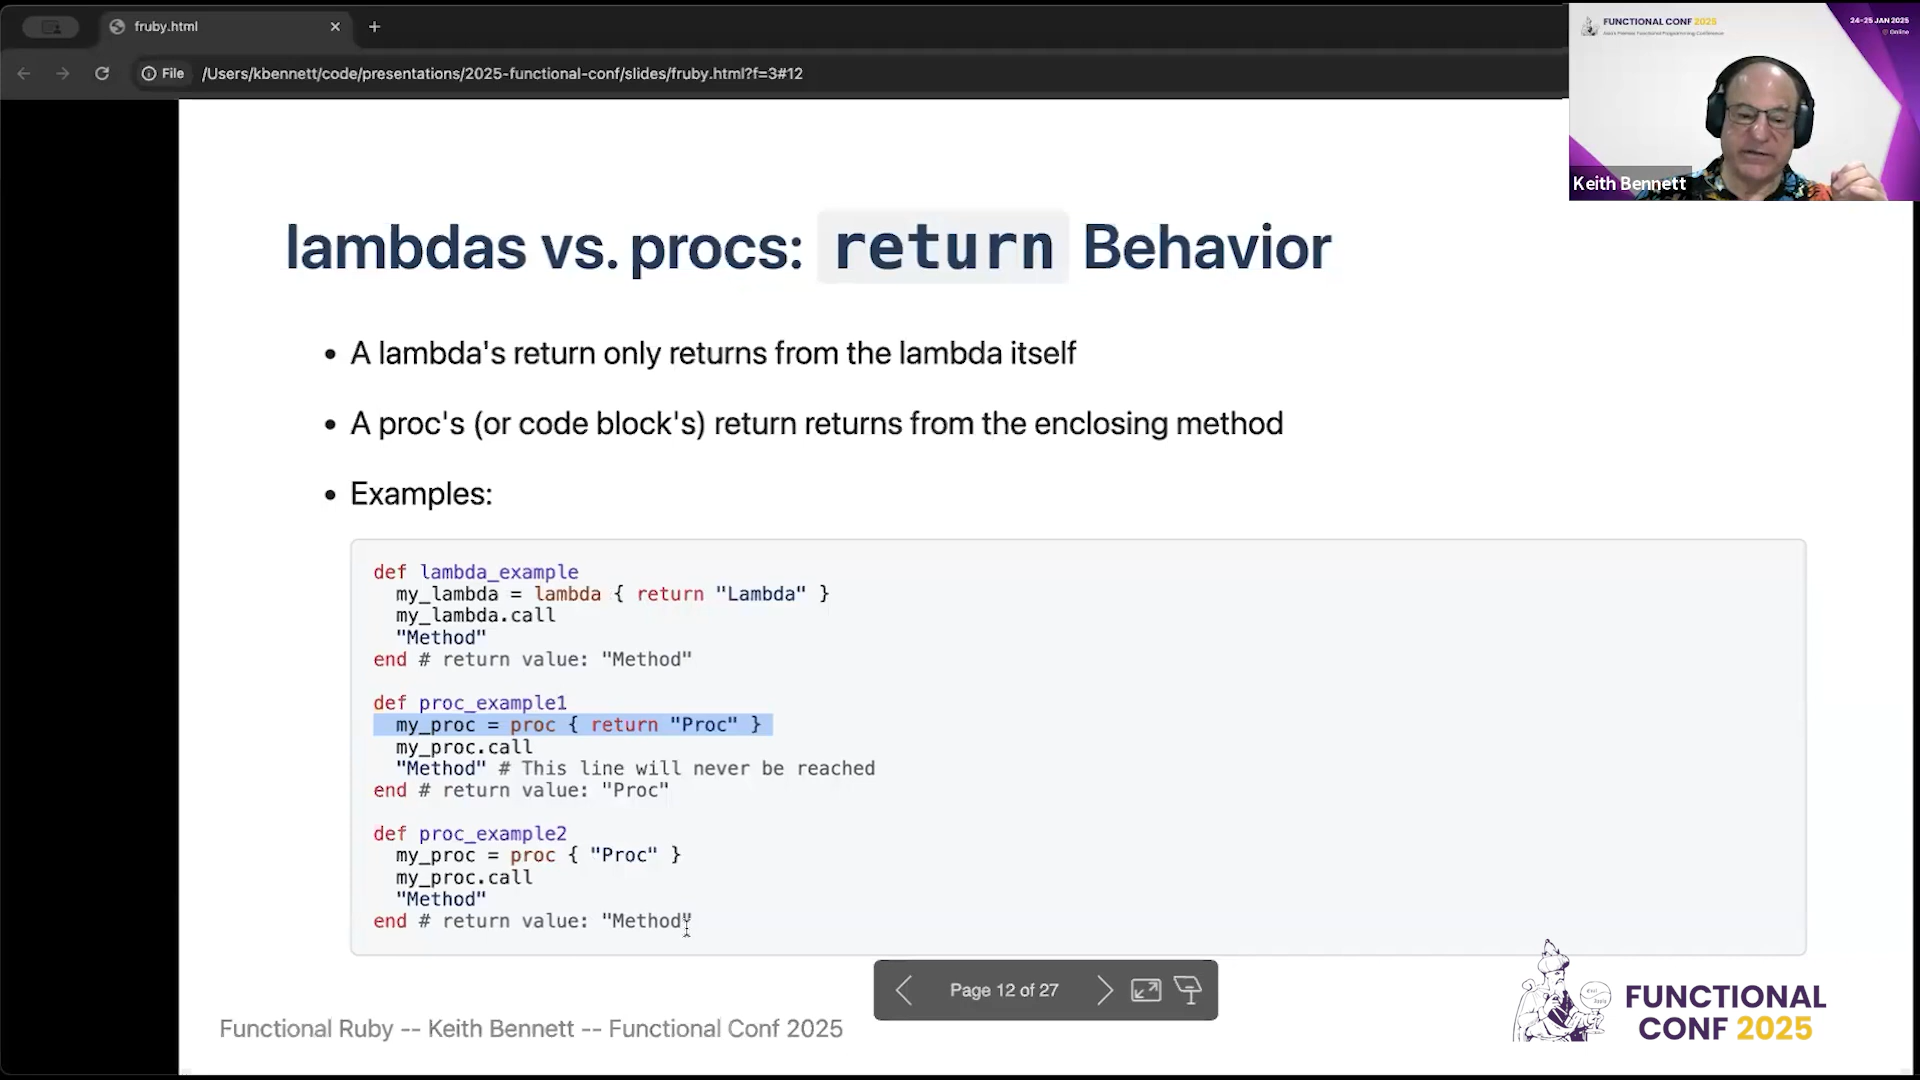 fruby.html
File /Users/kbennett/code/presentations/2025-functional-conf/slides/fruby.html?f=3#12
FUNCTIONAL CONF 2025
Asia's Premier Functional Programming Conference
24-25 JAN 2025
Online
Keith Bennett
lambdas vs. procs: return Behavior
• A lambda's return only returns from the lambda itself
• A proc's (or code block's) return returns from the enclosing method
• Examples:
def lambda_example
  my_lambda = lambda { return "Lambda" }
  my_lambda.call
  "Method"
end # return value: "Method"
def proc_example1
  my_proc = proc { return "Proc" }
  my_proc.call
  "Method" # This line will never be reached
end # return value: "Proc"
def proc_example2
  my_proc = proc { "Proc" }
  my_proc.call
  "Method"
end # return value: "Method"
Page 12 of 27
Functional Ruby -- Keith Bennett -- Functional Conf 2025
FUNCTIONAL
CONF 2025